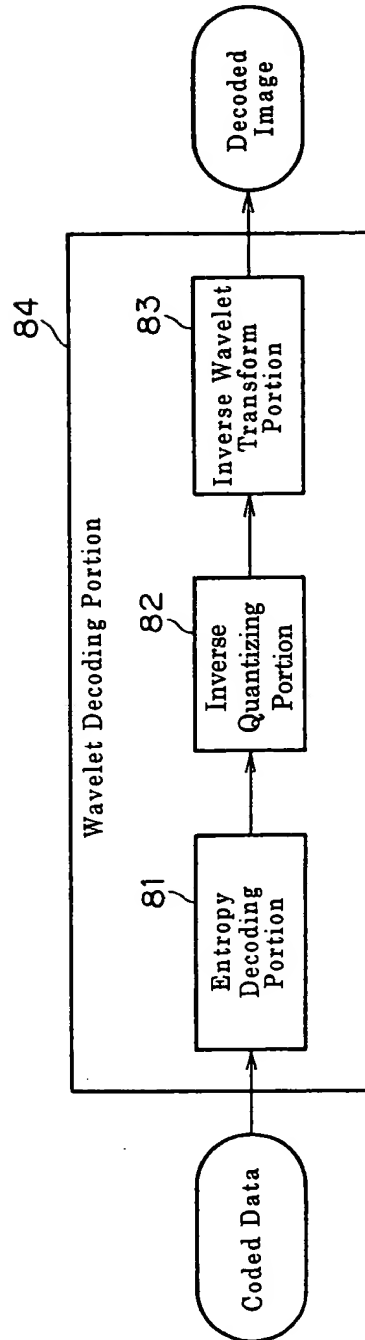 84
Wavelet Decoding Portion
Coded Data
81
Entropy
Decoding
Portion
82
Inverse
Quantizing
Portion
83
Inverse Wavelet
Transform
Portion
Decoded
Image